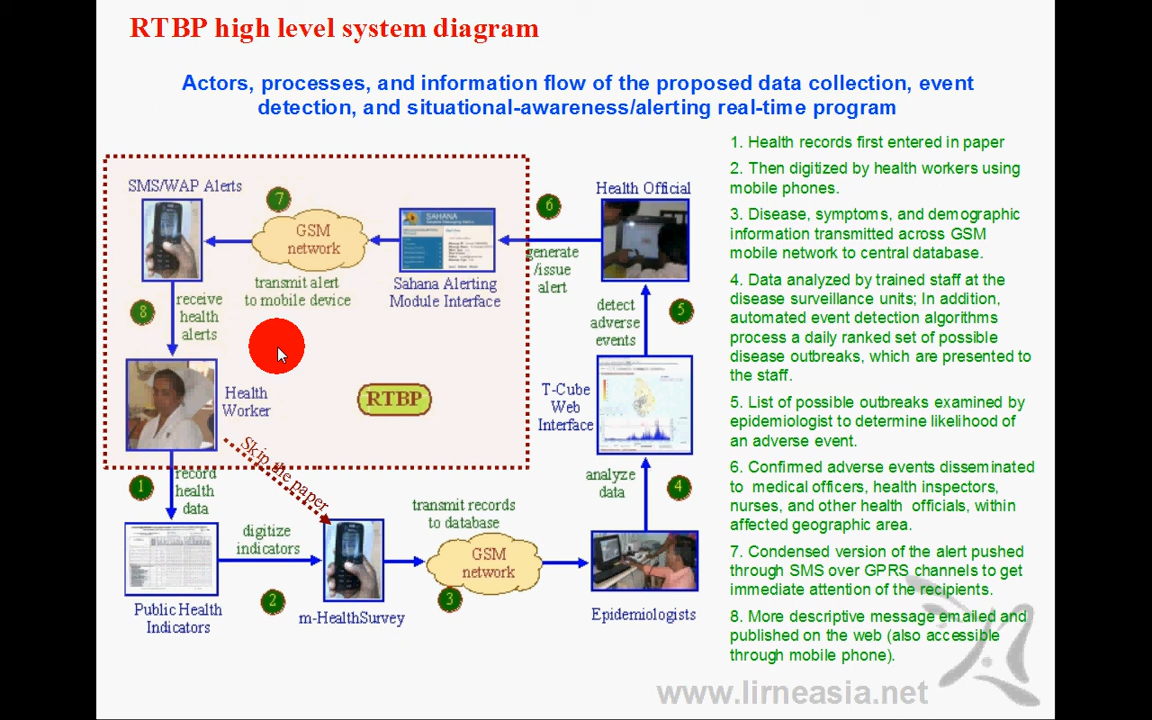 RTBP high level system diagram
Actors, processes, and information flow of the proposed data collection, event
detection, and situational-awareness/alerting real-time program
SMS/WAP Alerts
7
GSM
network
transmit alert
to mobile device
SAHANA
Sahana Alerting
Module Interface
6
generate
/issue
alert
Health Official
8
receive
health
alerts
detect
adverse
events
5
Health
Worker
RTBP
T-Cube
Web
Interface
Skip the paper
1
record
health
data
analyze
data
4
digitize
indicators
transmit records
to database
GSM
network
2
3
Public Health
Indicators
m-HealthSurvey
Epidemiologists
1. Health records first entered in paper
2. Then digitized by health workers using
mobile phones.
3. Disease, symptoms, and demographic
information transmitted across GSM
mobile network to central database.
4. Data analyzed by trained staff at the
disease surveillance units; In addition,
automated event detection algorithms
process a daily ranked set of possible
disease outbreaks, which are presented to
the staff.
5. List of possible outbreaks examined by
epidemiologist to determine likelihood of
an adverse event.
6. Confirmed adverse events disseminated
to medical officers, health inspectors,
nurses, and other health officials, within
affected geographic area.
7. Condensed version of the alert pushed
through SMS over GPRS channels to get
immediate attention of the recipients.
8. More descriptive message emailed and
published on the web (also accessible
through mobile phone).
www.lirneasia.net